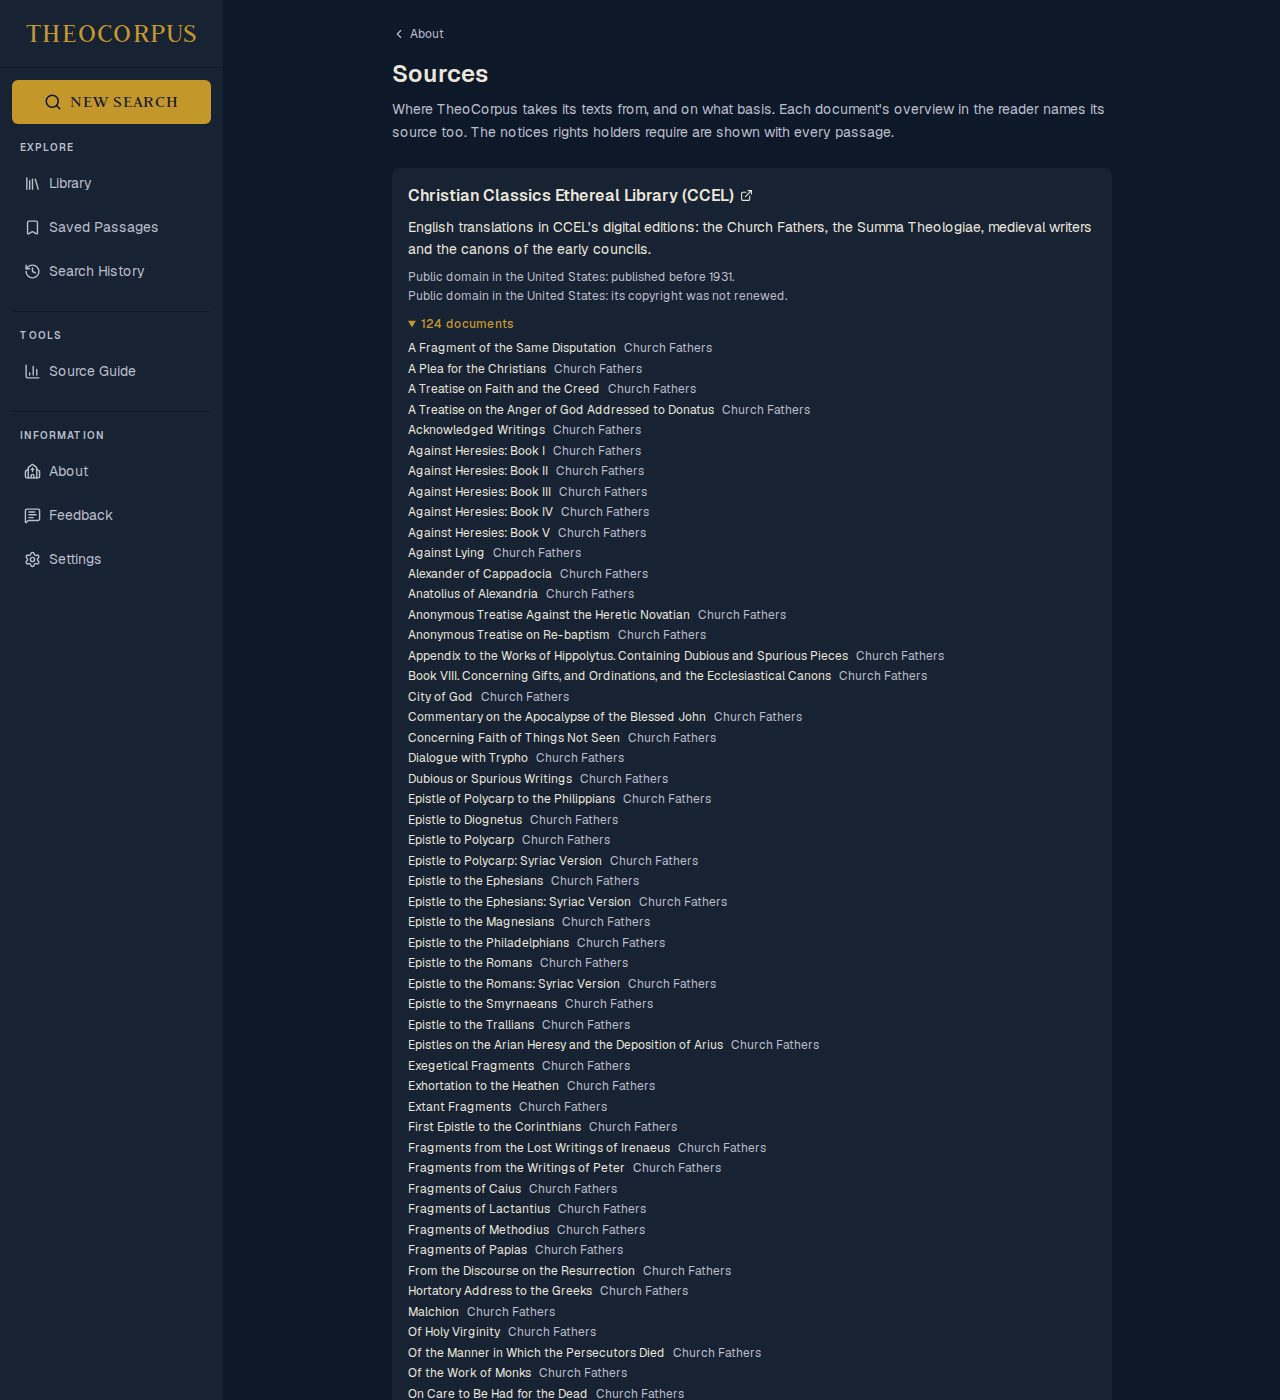 THEOCORPUS
NEW SEARCH
EXPLORE
Library
Saved Passages
Search History
TOOLS
Source Guide
INFORMATION
About
Feedback
Settings
About
Sources
Where TheoCorpus takes its texts from, and on what basis. Each document's overview in the reader names its
source too. The notices rights holders require are shown with every passage.
Christian Classics Ethereal Library (CCEL)
English translations in CCEL's digital editions: the Church Fathers, the Summa Theologiae, medieval writers
and the canons of the early councils.
Public domain in the United States: published before 1931.
Public domain in the United States: its copyright was not renewed.
▼ 124 documents
A Fragment of the Same Disputation Church Fathers
A Plea for the Christians Church Fathers
A Treatise on Faith and the Creed Church Fathers
A Treatise on the Anger of God Addressed to Donatus Church Fathers
Acknowledged Writings Church Fathers
Against Heresies: Book I Church Fathers
Against Heresies: Book II Church Fathers
Against Heresies: Book III Church Fathers
Against Heresies: Book IV Church Fathers
Against Heresies: Book V Church Fathers
Against Lying Church Fathers
Alexander of Cappadocia Church Fathers
Anatolius of Alexandria Church Fathers
Anonymous Treatise Against the Heretic Novatian Church Fathers
Anonymous Treatise on Re-baptism Church Fathers
Appendix to the Works of Hippolytus. Containing Dubious and Spurious Pieces Church Fathers
Book VIII. Concerning Gifts, and Ordinations, and the Ecclesiastical Canons Church Fathers
City of God Church Fathers
Commentary on the Apocalypse of the Blessed John Church Fathers
Concerning Faith of Things Not Seen Church Fathers
Dialogue with Trypho Church Fathers
Dubious or Spurious Writings Church Fathers
Epistle of Polycarp to the Philippians Church Fathers
Epistle to Diognetus Church Fathers
Epistle to Polycarp Church Fathers
Epistle to Polycarp: Syriac Version Church Fathers
Epistle to the Ephesians Church Fathers
Epistle to the Ephesians: Syriac Version Church Fathers
Epistle to the Magnesians Church Fathers
Epistle to the Philadelphians Church Fathers
Epistle to the Romans Church Fathers
Epistle to the Romans: Syriac Version Church Fathers
Epistle to the Smyrnaeans Church Fathers
Epistle to the Trallians Church Fathers
Epistles on the Arian Heresy and the Deposition of Arius Church Fathers
Exegetical Fragments Church Fathers
Exhortation to the Heathen Church Fathers
Extant Fragments Church Fathers
First Epistle to the Corinthians Church Fathers
Fragments from the Lost Writings of Irenaeus Church Fathers
Fragments from the Writings of Peter Church Fathers
Fragments of Caius Church Fathers
Fragments of Lactantius Church Fathers
Fragments of Methodius Church Fathers
Fragments of Papias Church Fathers
From the Discourse on the Resurrection Church Fathers
Hortatory Address to the Greeks Church Fathers
Malchion Church Fathers
Of Holy Virginity Church Fathers
Of the Manner in Which the Persecutors Died Church Fathers
Of the Work of Monks Church Fathers
On Care to Be Had for the Dead Church Fathers